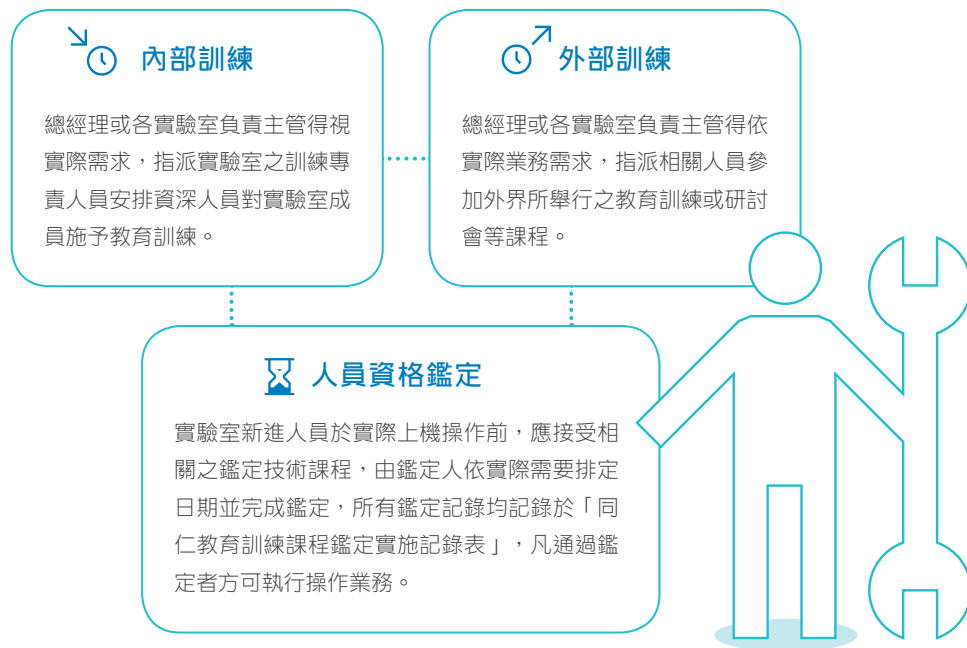 內部訓練
總經理或各實驗室負責主管得視
實際需求，指派實驗室之訓練專
責人員安排資深人員對實驗室成
員施予教育訓練。
外部訓練
總經理或各實驗室負責主管得依
實際業務需求，指派相關人員參
加外界所舉行之教育訓練或研討
會等課程。
人員資格鑑定
實驗室新進人員於實際上機操作前，應接受相
關之鑑定技術課程，由鑑定人依實際需要排定
日期並完成鑑定，所有鑑定記錄均記錄於「同
仁教育訓練課程鑑定實施記錄表」，凡通過鑑
定者方可執行操作業務。